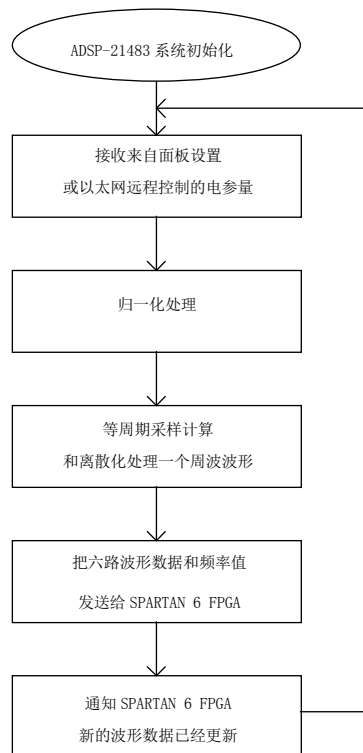 ADSP-21483 系统初始化
接收来自面板设置
或以太网远程控制的电参量
归一化处理
等周期采样计算
和离散化处理一个周波波形
把六路波形数据和频率值
发送给 SPARTAN 6 FPGA
通知 SPARTAN 6 FPGA
新的波形数据已经更新